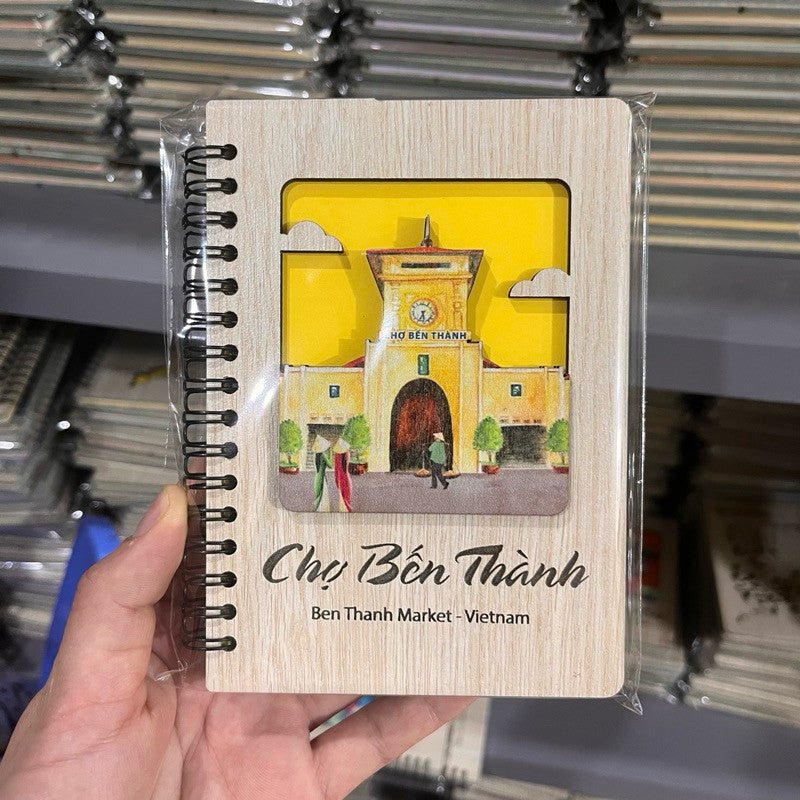 CHỢ BẾN THÀNH
Chợ Bến Thành
Ben Thanh Market - Vietnam